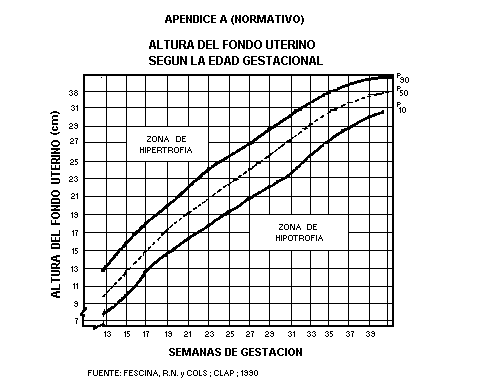 APENDICE A (NORMATIVO)
ALTURA DEL FONDO UTERINO
SEGUN LA EDAD GESTACIONAL
ALTURA DEL FONDO UTERINO (cm)
38
31
29
27
23
21
19
17
15
13
11
9
7
ZONA DE
HIPERTROFIA
ZONA DE
HIPOTROFIA
P90
P50
P10
13 15 17 19 21 23 25 27 29 31 33 35 37 39
SEMANAS DE GESTACION
FUENTE: FESCINA, R.N. y COLS ; CLAP ; 1990